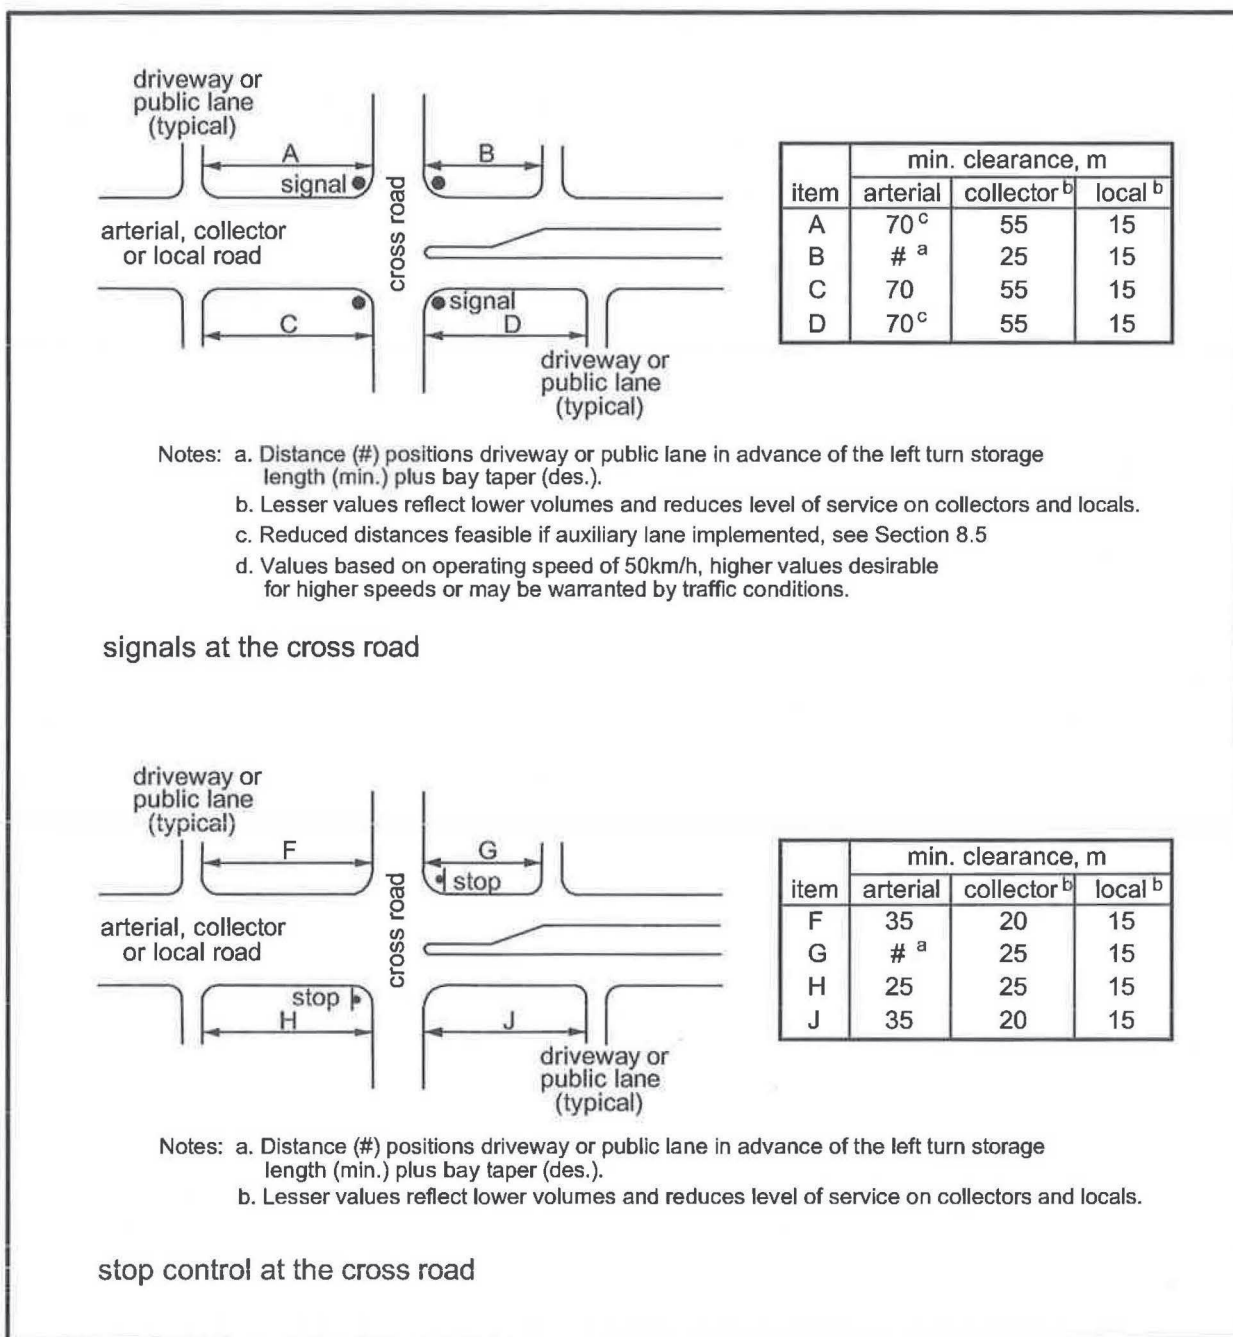 driveway or
public lane
(typical)
A
B
signal
cross road
arterial, collector
or local road
signal
C
D
driveway or
public lane
(typical)
min. clearance, m
item arterial collector b local b
A 70 c 55 15
B # a 25 15
C 70 55 15
D 70 c 55 15
Notes: a. Distance (#) positions driveway or public lane in advance of the left turn storage
length (min.) plus bay taper (des.).
b. Lesser values reflect lower volumes and reduces level of service on collectors and locals.
c. Reduced distances feasible if auxiliary lane implemented, see Section 8.5
d. Values based on operating speed of 50km/h, higher values desirable
for higher speeds or may be warranted by traffic conditions.
signals at the cross road
driveway or
public lane
(typical)
F
G
stop
cross road
arterial, collector
or local road
stop
H
J
driveway or
public lane
(typical)
min. clearance, m
item arterial collector b local b
F 35 20 15
G # a 25 15
H 25 25 15
J 35 20 15
Notes: a. Distance (#) positions driveway or public lane in advance of the left turn storage
length (min.) plus bay taper (des.).
b. Lesser values reflect lower volumes and reduces level of service on collectors and locals.
stop control at the cross road